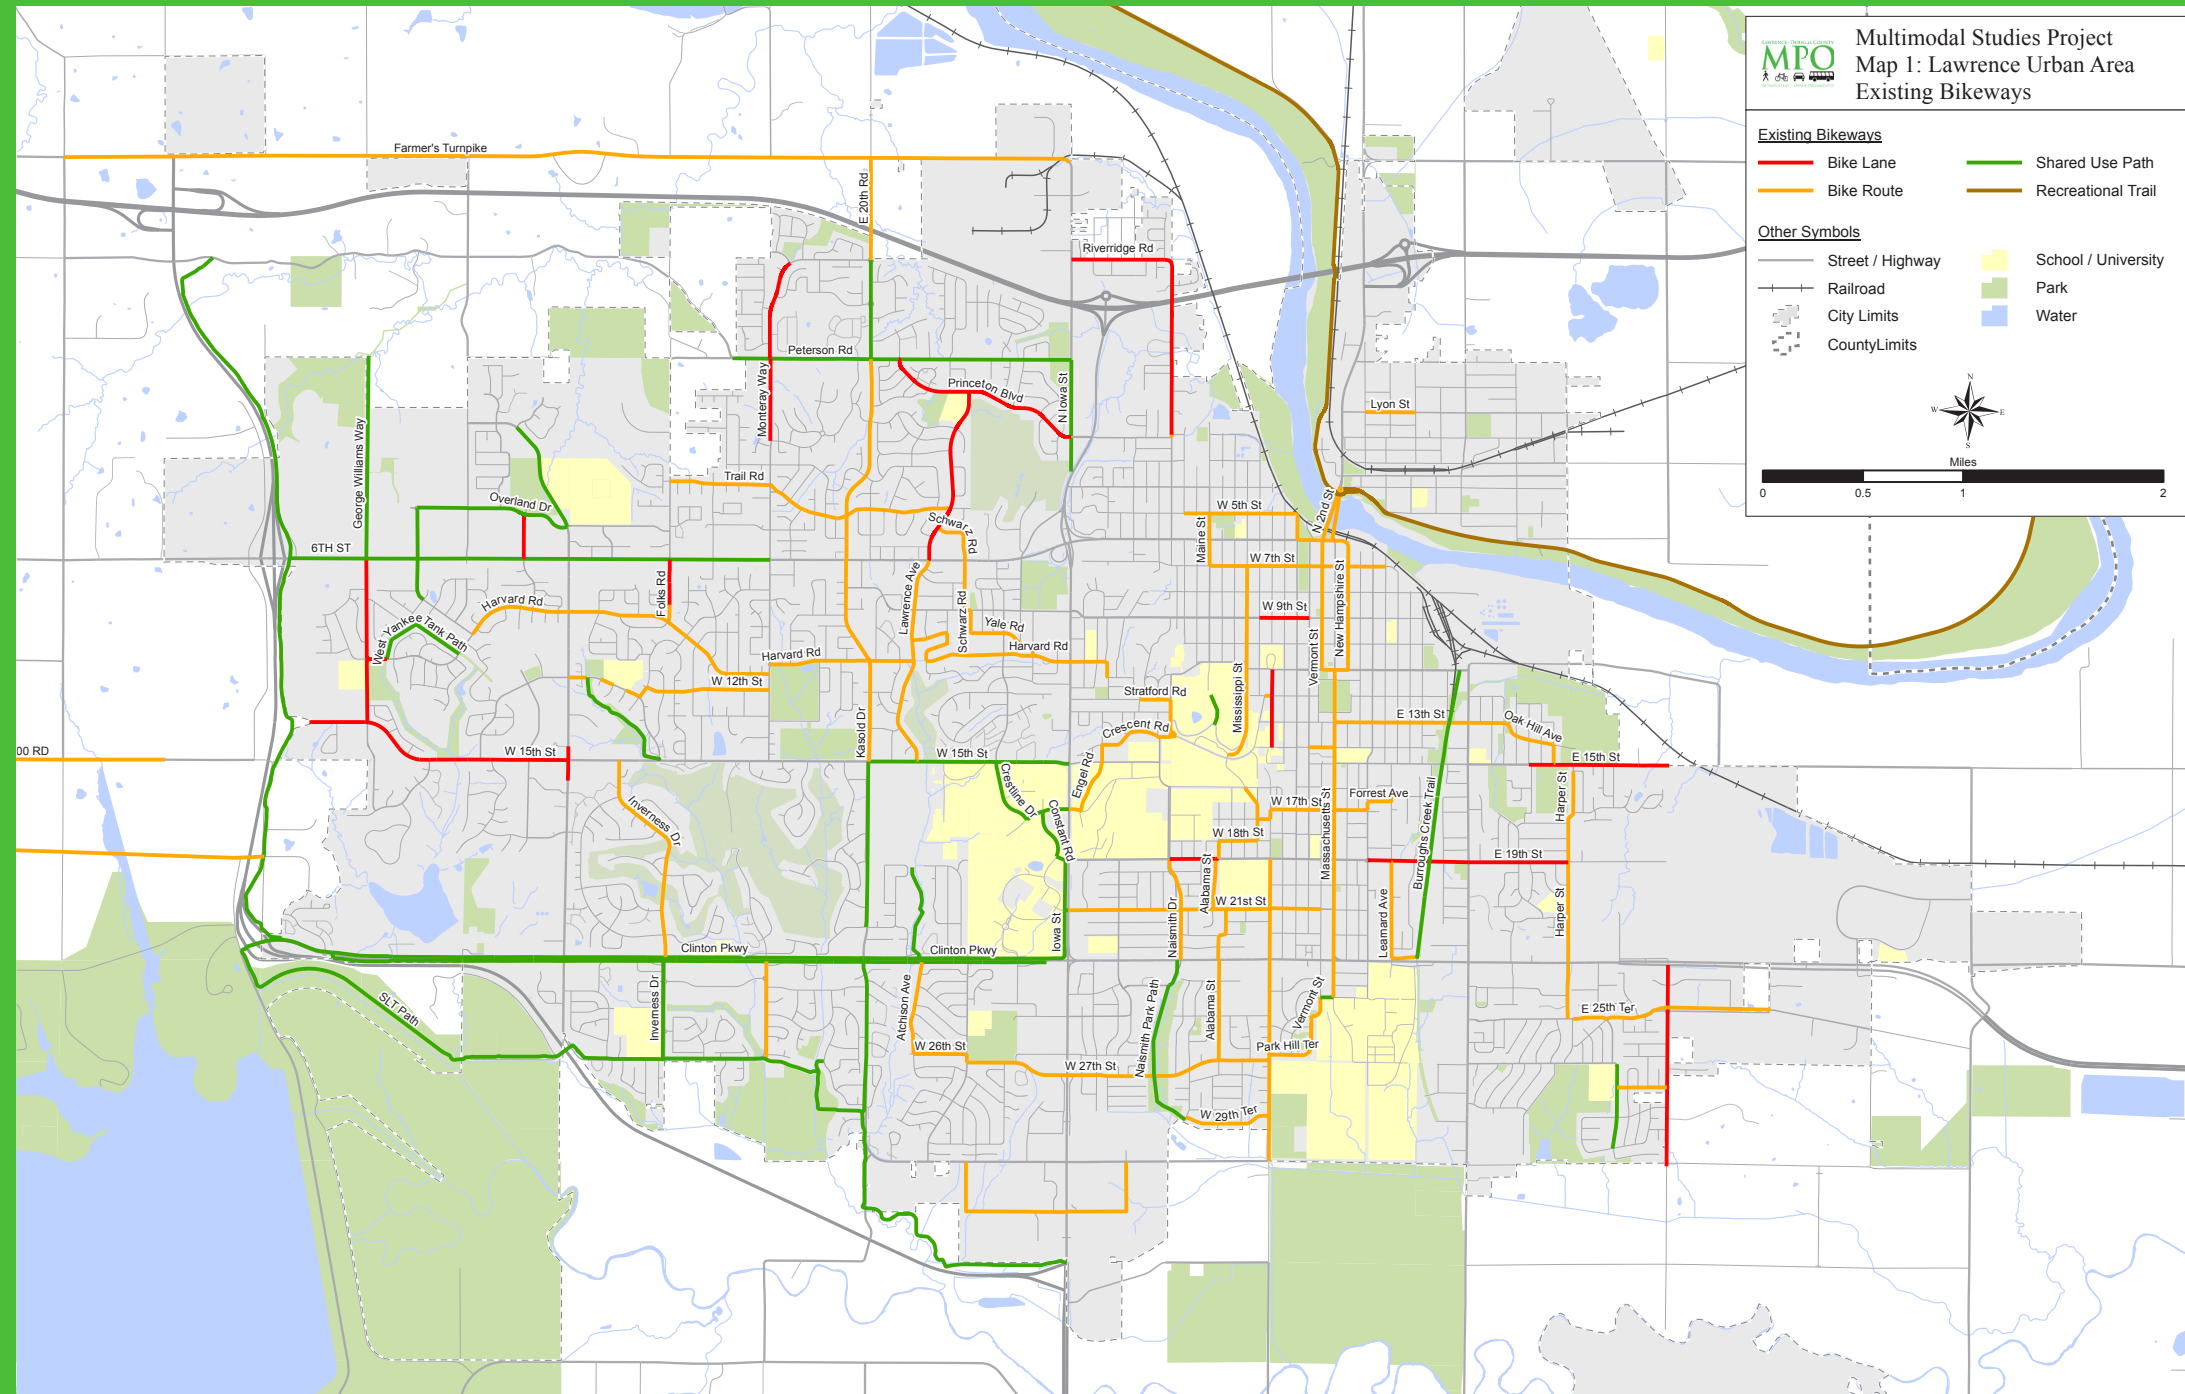 LAWRENCE - DOUGLAS COUNTY
MPO
Multimodal Studies Project
Map 1: Lawrence Urban Area
Existing Bikeways
Existing Bikeways
Bike Lane
Shared Use Path
Bike Route
Recreational Trail
Other Symbols
Street / Highway
School / University
Railroad
Park
City Limits
Water
CountyLimits
N
W
E
S
Miles
0
0.5
1
2
Farmer's Turnpike
E 20th Rd
Riverridge Rd
Peterson Rd
Monteray Way
Princeton Blvd
N Iowa St
Lyon St
George Williams Way
Trail Rd
Overland Dr
Schwarz Rd
W 5th St
N 2nd St
Maine St
6TH ST
W 7th St
Folks Rd
Lawrence Ave
New Hampshire St
Harvard Rd
W 9th St
Schwarz Rd
Yale Rd
West Yankee Tank Path
Harvard Rd
Harvard Rd
Vermont St
W 12th St
Stratford Rd
Mississippi St
Kasold Dr
Crescent Rd
E 13th St
Oak Hill Ave
00 RD
W 15th St
W 15th St
E 15th St
Engel Rd
Crestline Dr
Inverness Dr
Constant Rd
W 17th St
Forrest Ave
Massachusetts St
Harper St
Burroughs Creek Trail
W 18th St
E 19th St
Alabama St
W 21st St
Naismith Dr
Iowa St
Learnard Ave
Harper St
Clinton Pkwy
Clinton Pkwy
SLT Path
Inverness Dr
Atchison Ave
Naismith Park Path
Alabama St
Vermont St
E 25th Ter
W 26th St
Park Hill Ter
W 27th St
W 29th Ter